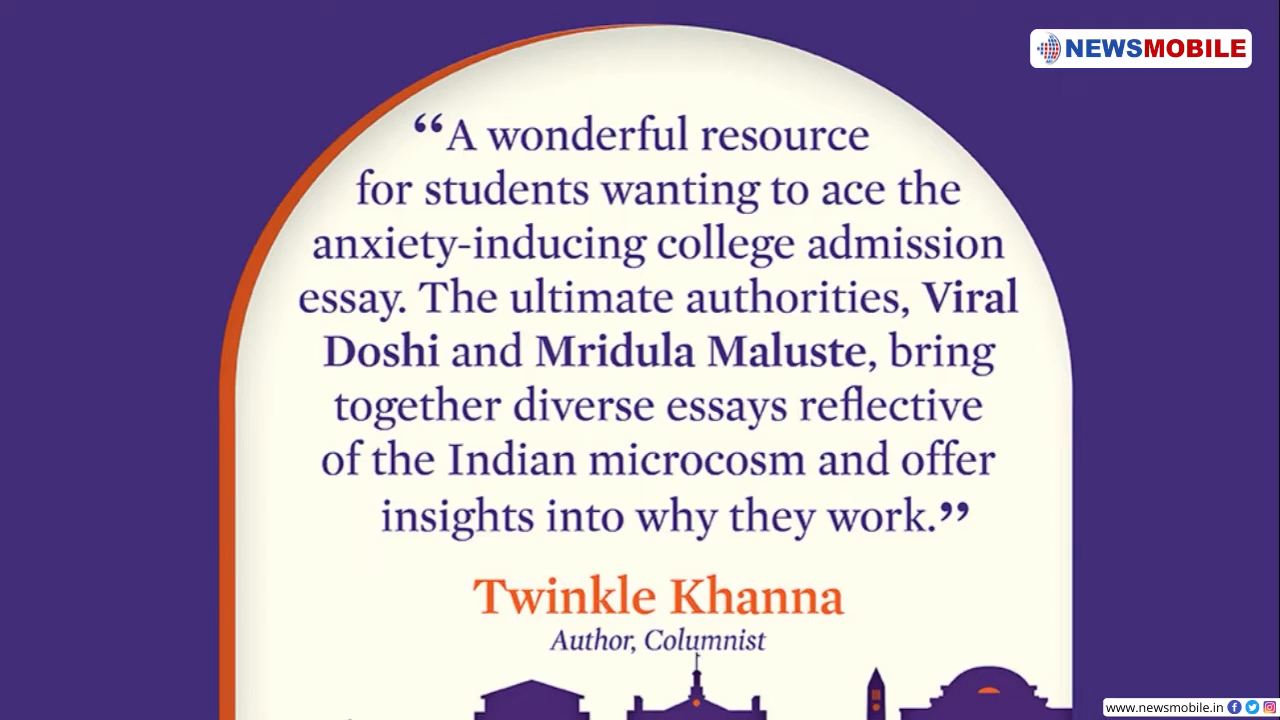 NEWSMOBILE
“A wonderful resource
for students wanting to ace the
anxiety-inducing college admission
essay. The ultimate authorities, Viral
Doshi and Mridula Maluste, bring
together diverse essays reflective
of the Indian microcosm and offer
insights into why they work.”
Twinkle Khanna
Author, Columnist
www.newsmobile.in